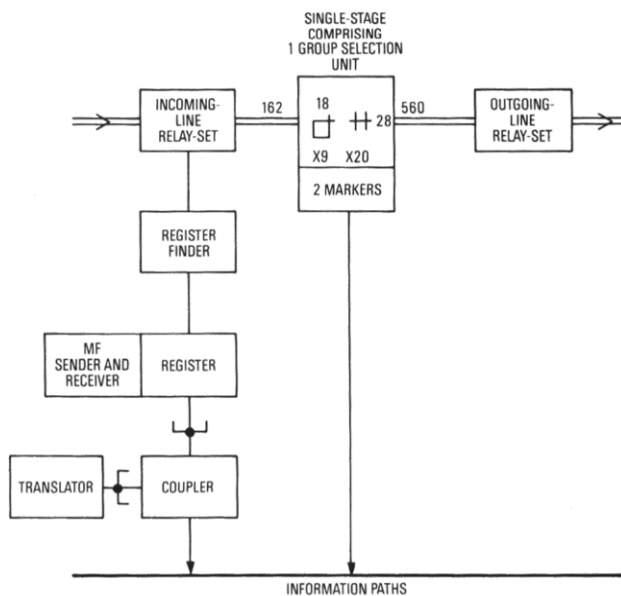 SINGLE-STAGE
COMPRISING
1 GROUP SELECTION
UNIT
INCOMING-
LINE
RELAY-SET
162
18
28
X9 X20
2 MARKERS
560
OUTGOING-
LINE
RELAY-SET
REGISTER
FINDER
MF
SENDER AND
RECEIVER
REGISTER
TRANSLATOR
COUPLER
INFORMATION PATHS